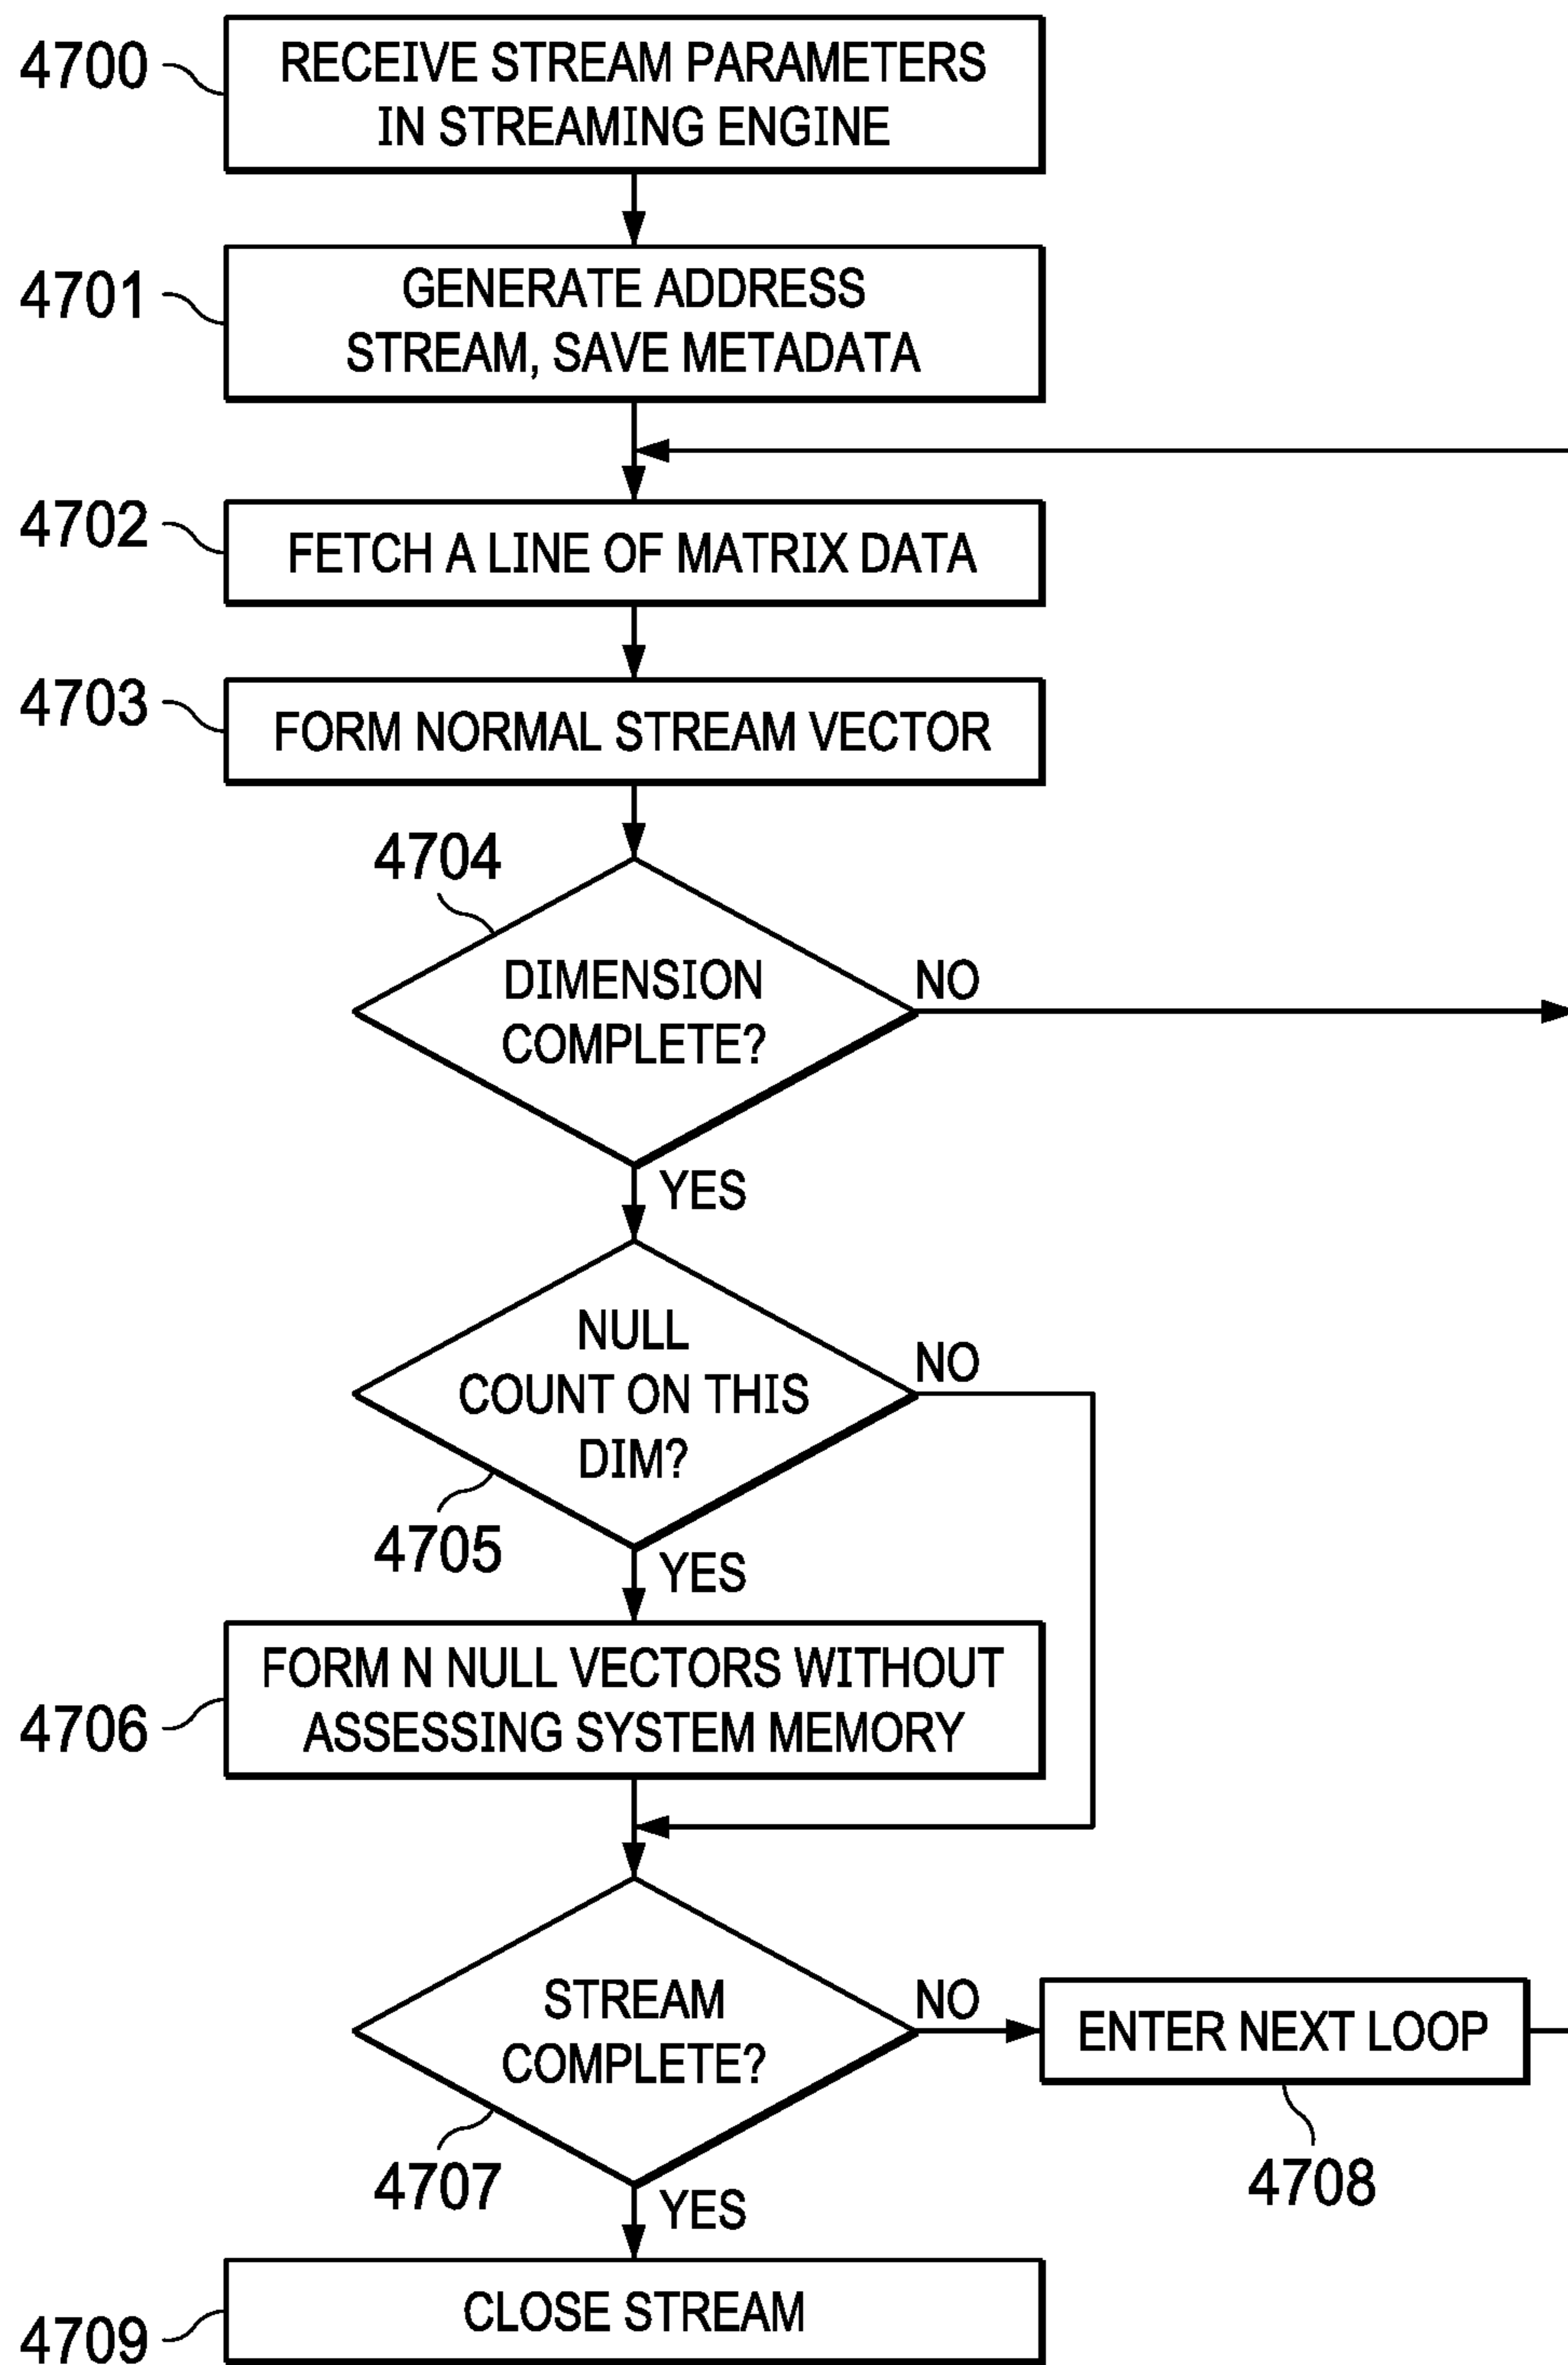 4700
RECEIVE STREAM PARAMETERS
IN STREAMING ENGINE
4701
GENERATE ADDRESS
STREAM, SAVE METADATA
4702
FETCH A LINE OF MATRIX DATA
4703
FORM NORMAL STREAM VECTOR
4704
DIMENSION
COMPLETE?
NO
YES
NULL
COUNT ON THIS
DIM?
NO
4705
YES
4706
FORM N NULL VECTORS WITHOUT
ASSESSING SYSTEM MEMORY
STREAM
COMPLETE?
NO
ENTER NEXT LOOP
4707
4708
YES
4709
CLOSE STREAM